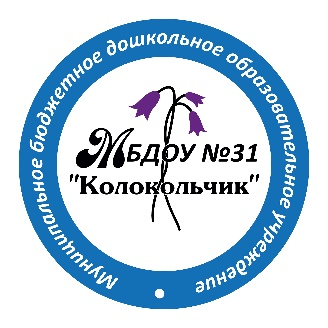 Муниципальное бюджетное дошкольное образовательное учреждение
МБДОУ №31
"Колокольчик"